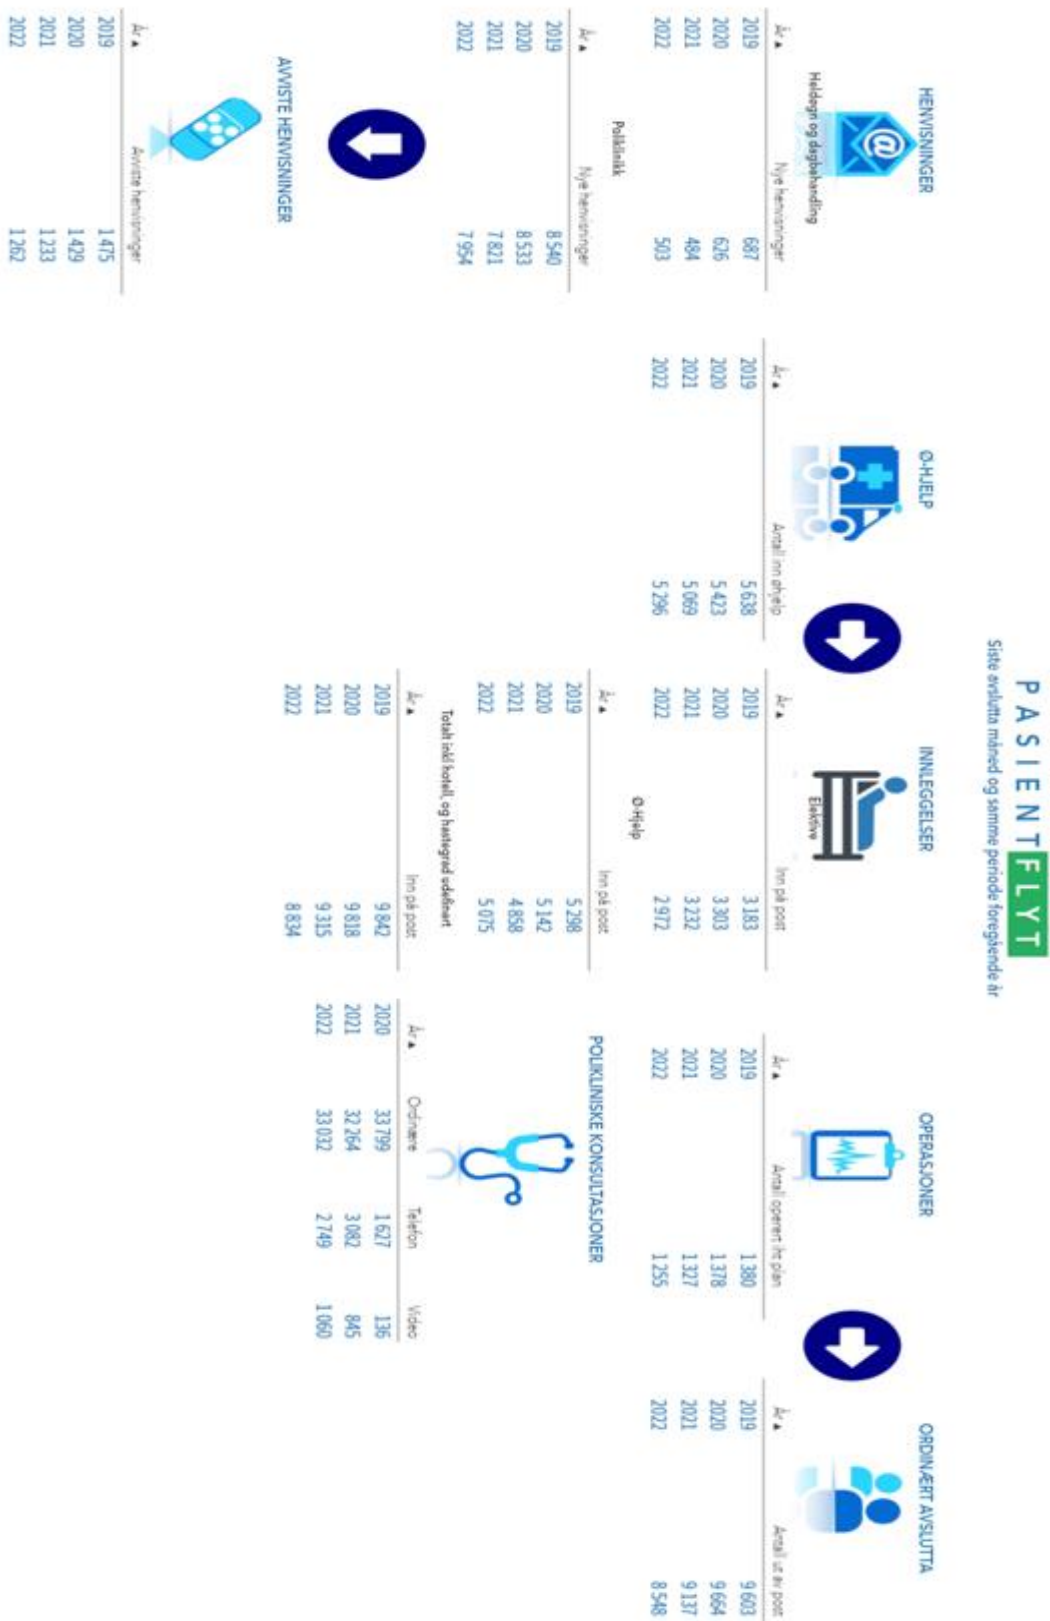 PASIENTFLYT
Siste avslutta måned og samme periode foregående år
HENVISNINGER
Heldøgn og dagbehandling
År ▲ Nye henvisninger
2019 687
2020 626
2021 484
2022 503
Poliklinikk
År ▲ Nye henvisninger
2019 8 540
2020 8 533
2021 7 821
2022 7 954
AVVISTE HENVISNINGER
År ▲ Avviste henvisninger
2019 1 475
2020 1 429
2021 1 233
2022 1 262
Ø-HJELP
År ▲ Antall inn øhjelp
2019 5 638
2020 5 423
2021 5 069
2022 5 296
INNLEGGELSER
Elektive
År ▲ Inn på post
2019 3 183
2020 3 303
2021 3 232
2022 2 972
Ø-Hjelp
År ▲ Inn på post
2019 5 298
2020 5 142
2021 4 858
2022 5 075
Totalt inkl hotell, og hastegrad udefinert
År ▲ Inn på post
2019 9 842
2020 9 818
2021 9 315
2022 8 834
OPERASJONER
År ▲ Antall operert iht plan
2019 1 380
2020 1 378
2021 1 327
2022 1 255
POLIKLINISKE KONSULTASJONER
År ▲ Ordinære Telefon Video
2020 33 799 1 627 136
2021 32 264 3 082 845
2022 33 032 2 749 1 060
ORDINÆRT AVSLUTTA
År ▲ Antall ut av post
2019 9 603
2020 9 664
2021 9 137
2022 8 548